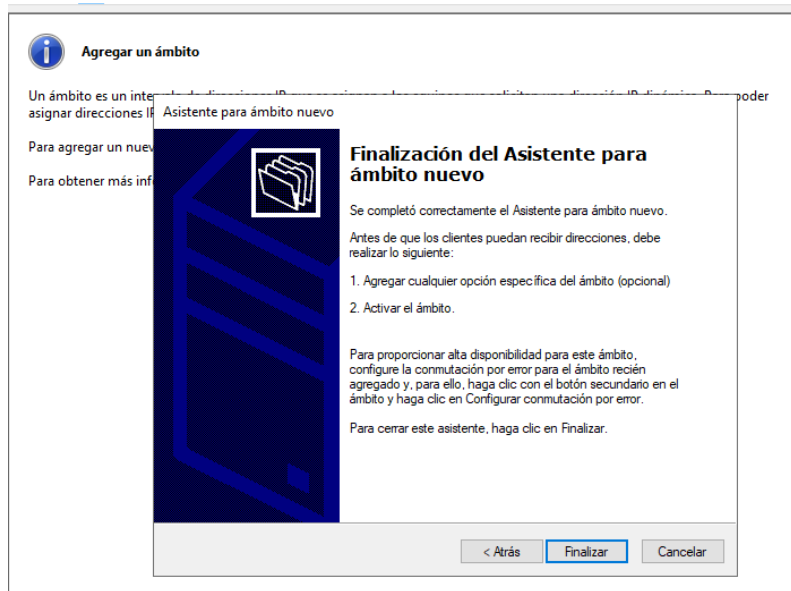 Agregar un ámbito
Un ámbito es un
poder
asignar direcciones
Para agregar un
Para obtener más
Asistente para ámbito nuevo
Finalización del Asistente para
ámbito nuevo
Se completó correctamente el Asistente para ámbito nuevo.
Antes de que los clientes puedan recibir direcciones, debe
realizar lo siguiente:
1. Agregar cualquier opción específica del ámbito (opcional)
2. Activar el ámbito.
Para proporcionar alta disponibilidad para este ámbito,
configure la conmutación por error para el ámbito recién
agregado y, para ello, haga clic con el botón secundario en el
ámbito y haga clic en Configurar conmutación por error.
Para cerrar este asistente, haga clic en Finalizar.
< Atrás
Finalizar
Cancelar